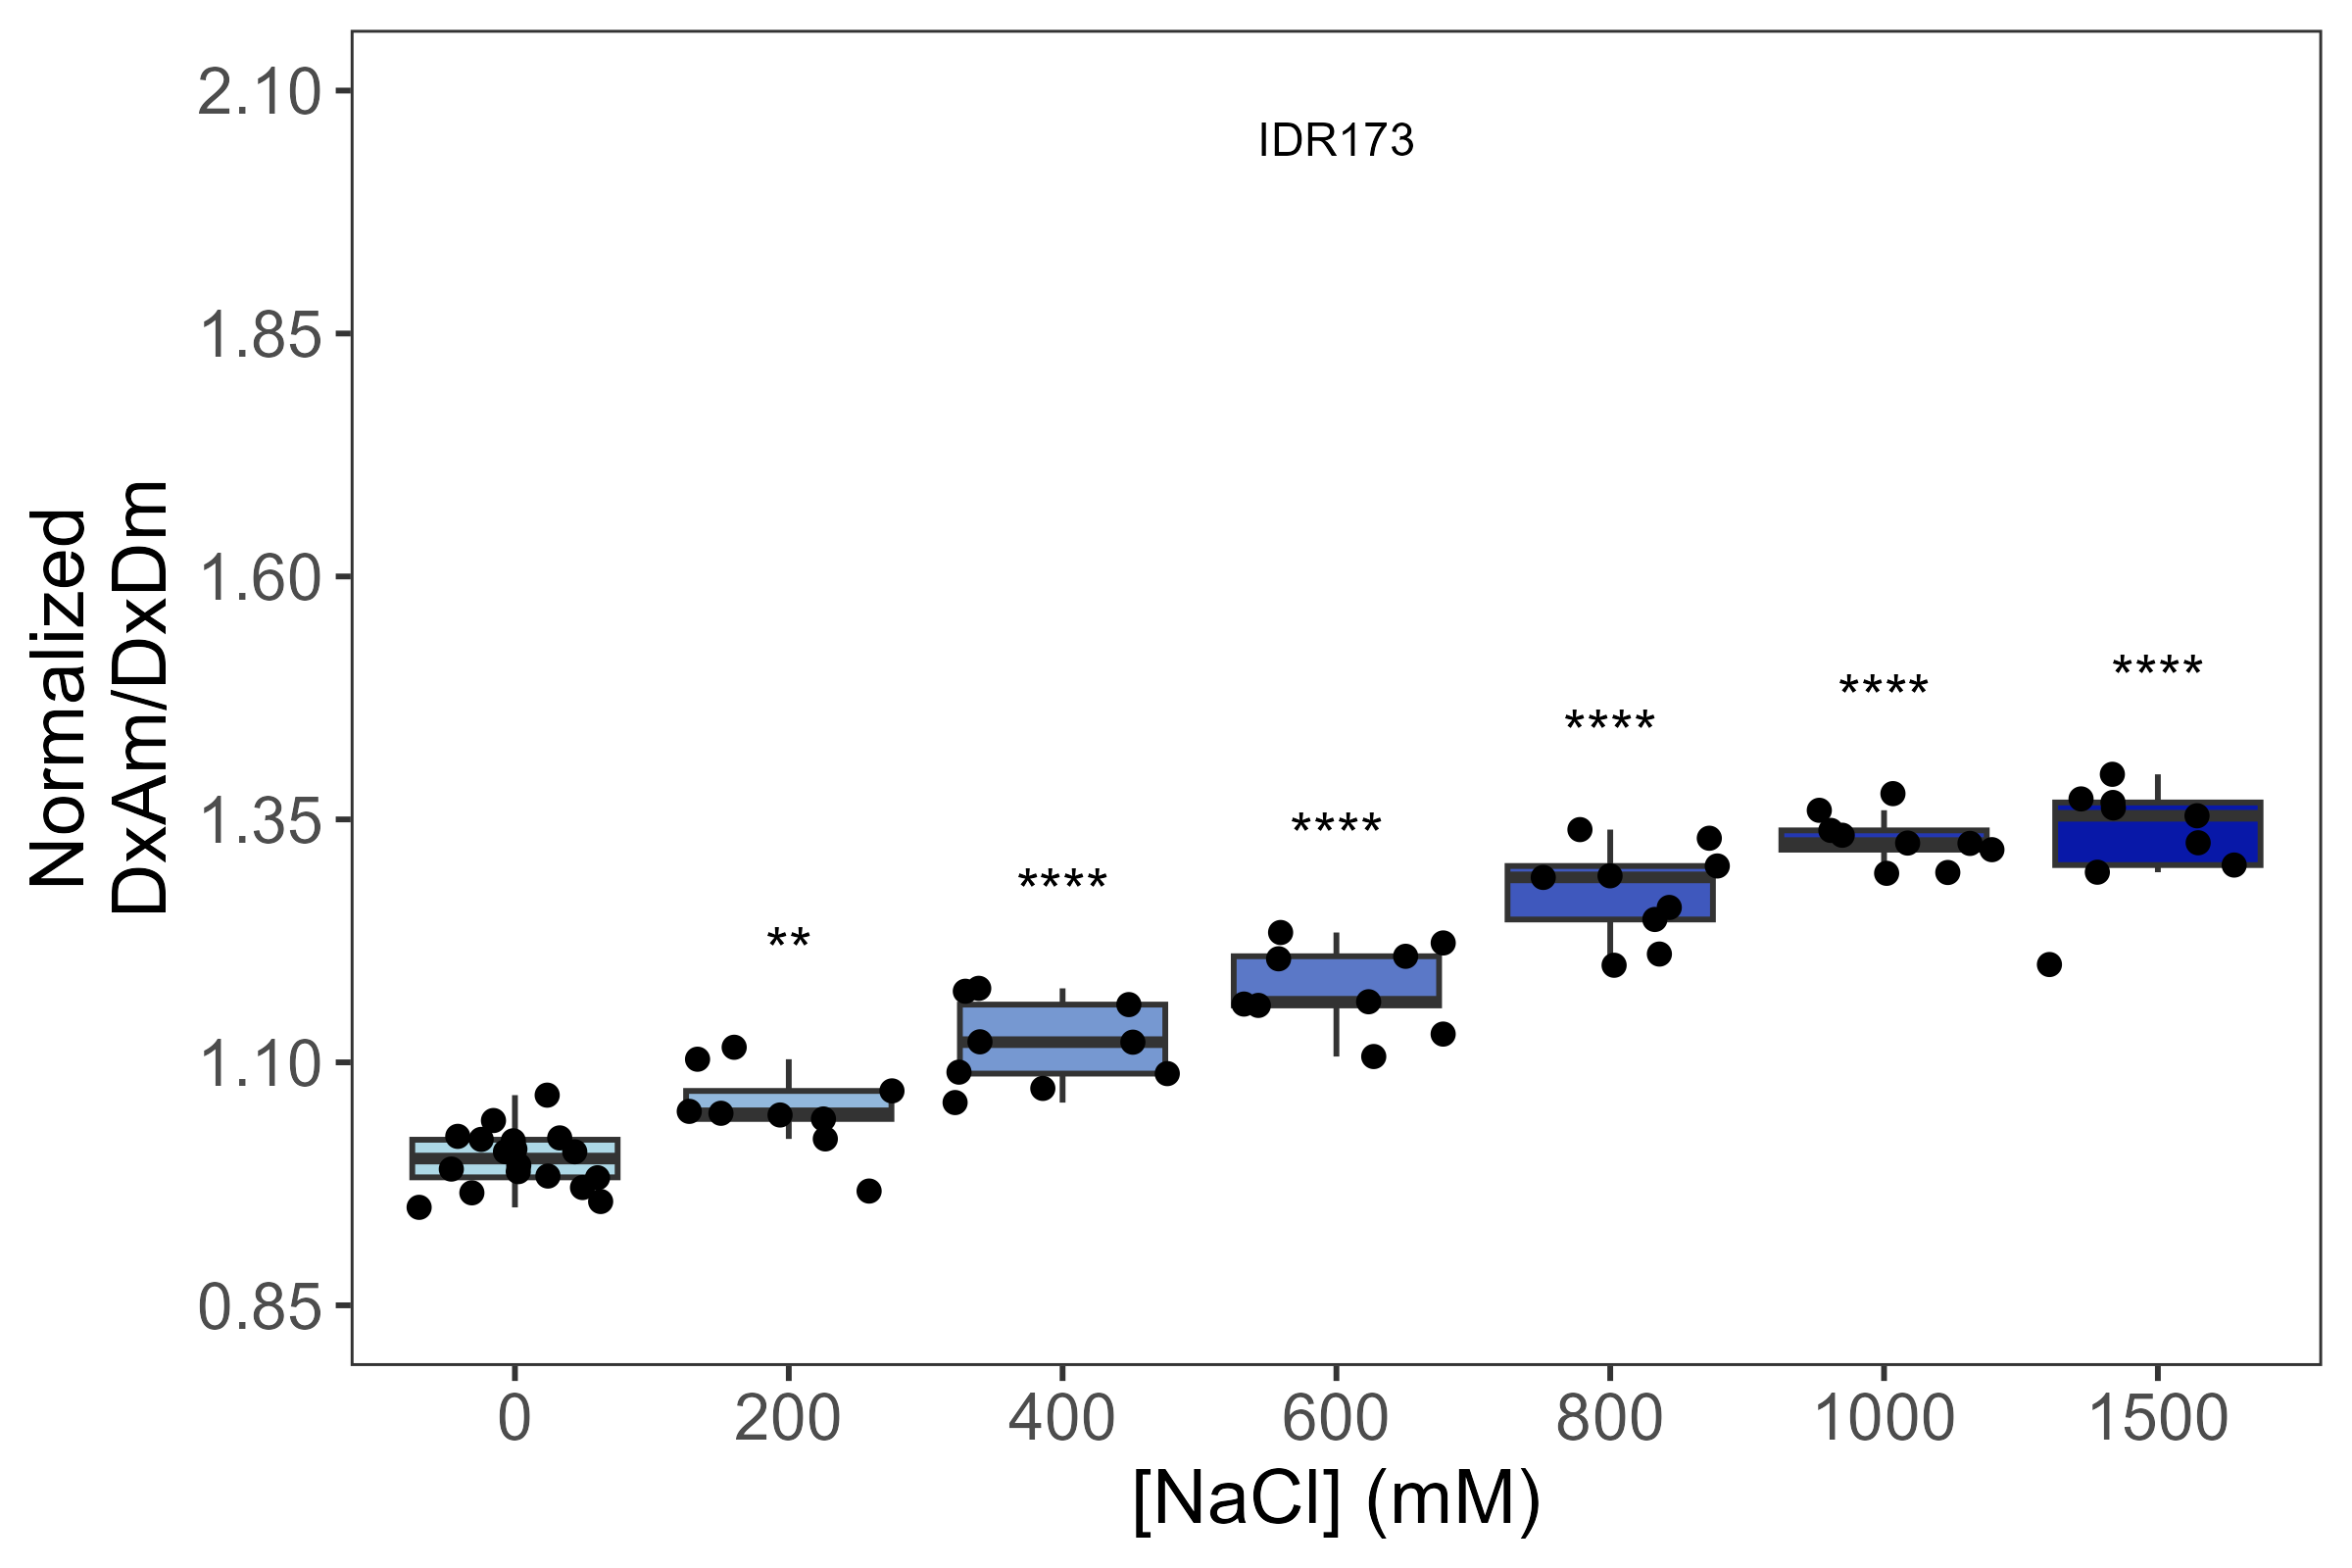 IDR173
2.10
1.85
1.60
1.35
1.10
0.85
Normalized
DxAm/DxDm
**
****
****
****
****
****
0 200 400 600 800 1000 1500
[NaCl] (mM)